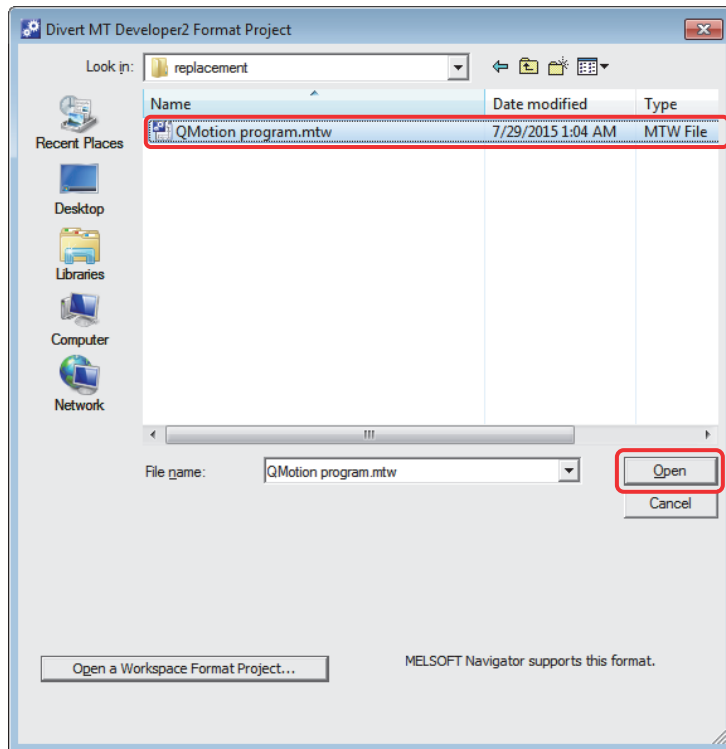 Divert MT Developer2 Format Project
Look in: replacement
Name Date modified Type
QMotion program.mtw 7/29/2015 1:04 AM MTW File
Recent Places
Desktop
Libraries
Computer
Network
File name: QMotion program.mtw Open
Cancel
Open a Workspace Format Project... MELSOFT Navigator supports this format.